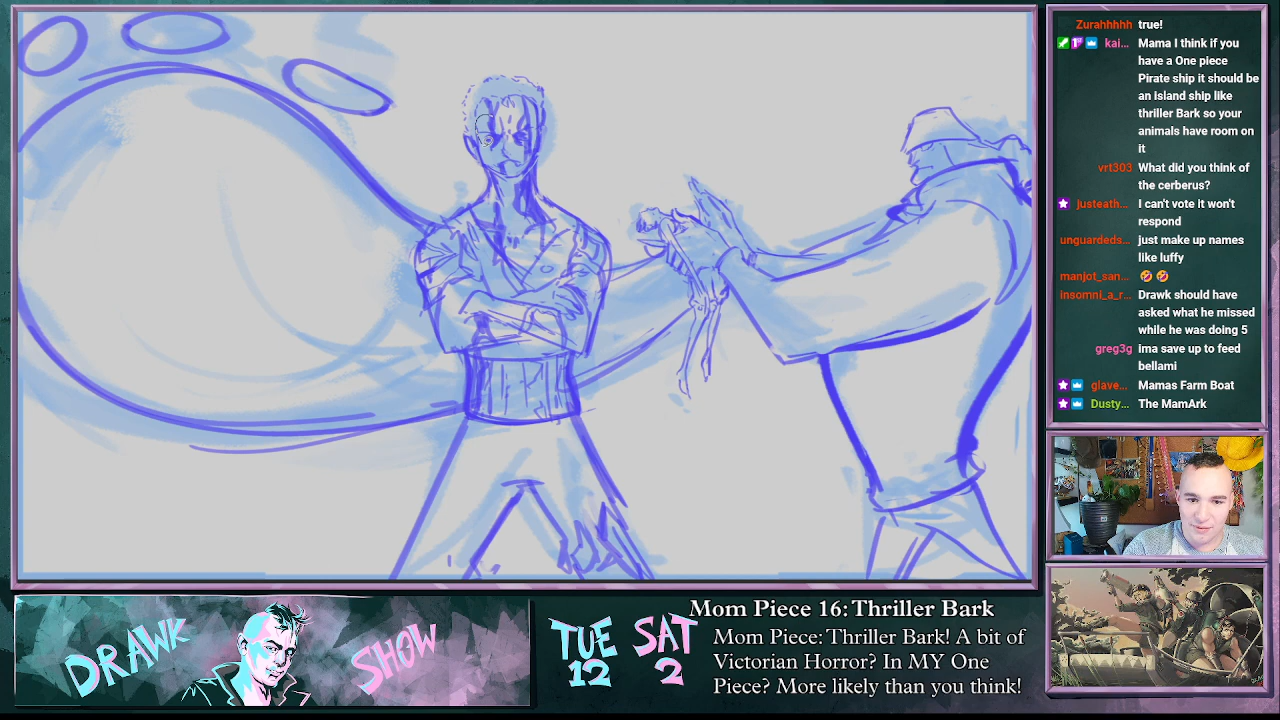 Zurahhhhh true!
kai... Mama I think if you
have a One piece
Pirate ship it should be
an Island ship like
thriller Bark so your
animals have room on
it
vrt303 What did you think of
the cerberus?
justeath... I can't vote it won't
respond
unguardeds... just make up names
like luffy
manjot_san... 🤣 🤣
insomni_a_r... Drawk should have
asked what he missed
while he was doing 5
greg3g ima save up to feed
bellami
glave... Mamas Farm Boat
Dusty... The MamArk
DRAWK SHOW
TUE SAT
12 2
Mom Piece 16: Thriller Bark
Mom Piece: Thriller Bark! A bit of
Victorian Horror? In MY One
Piece? More likely than you think!